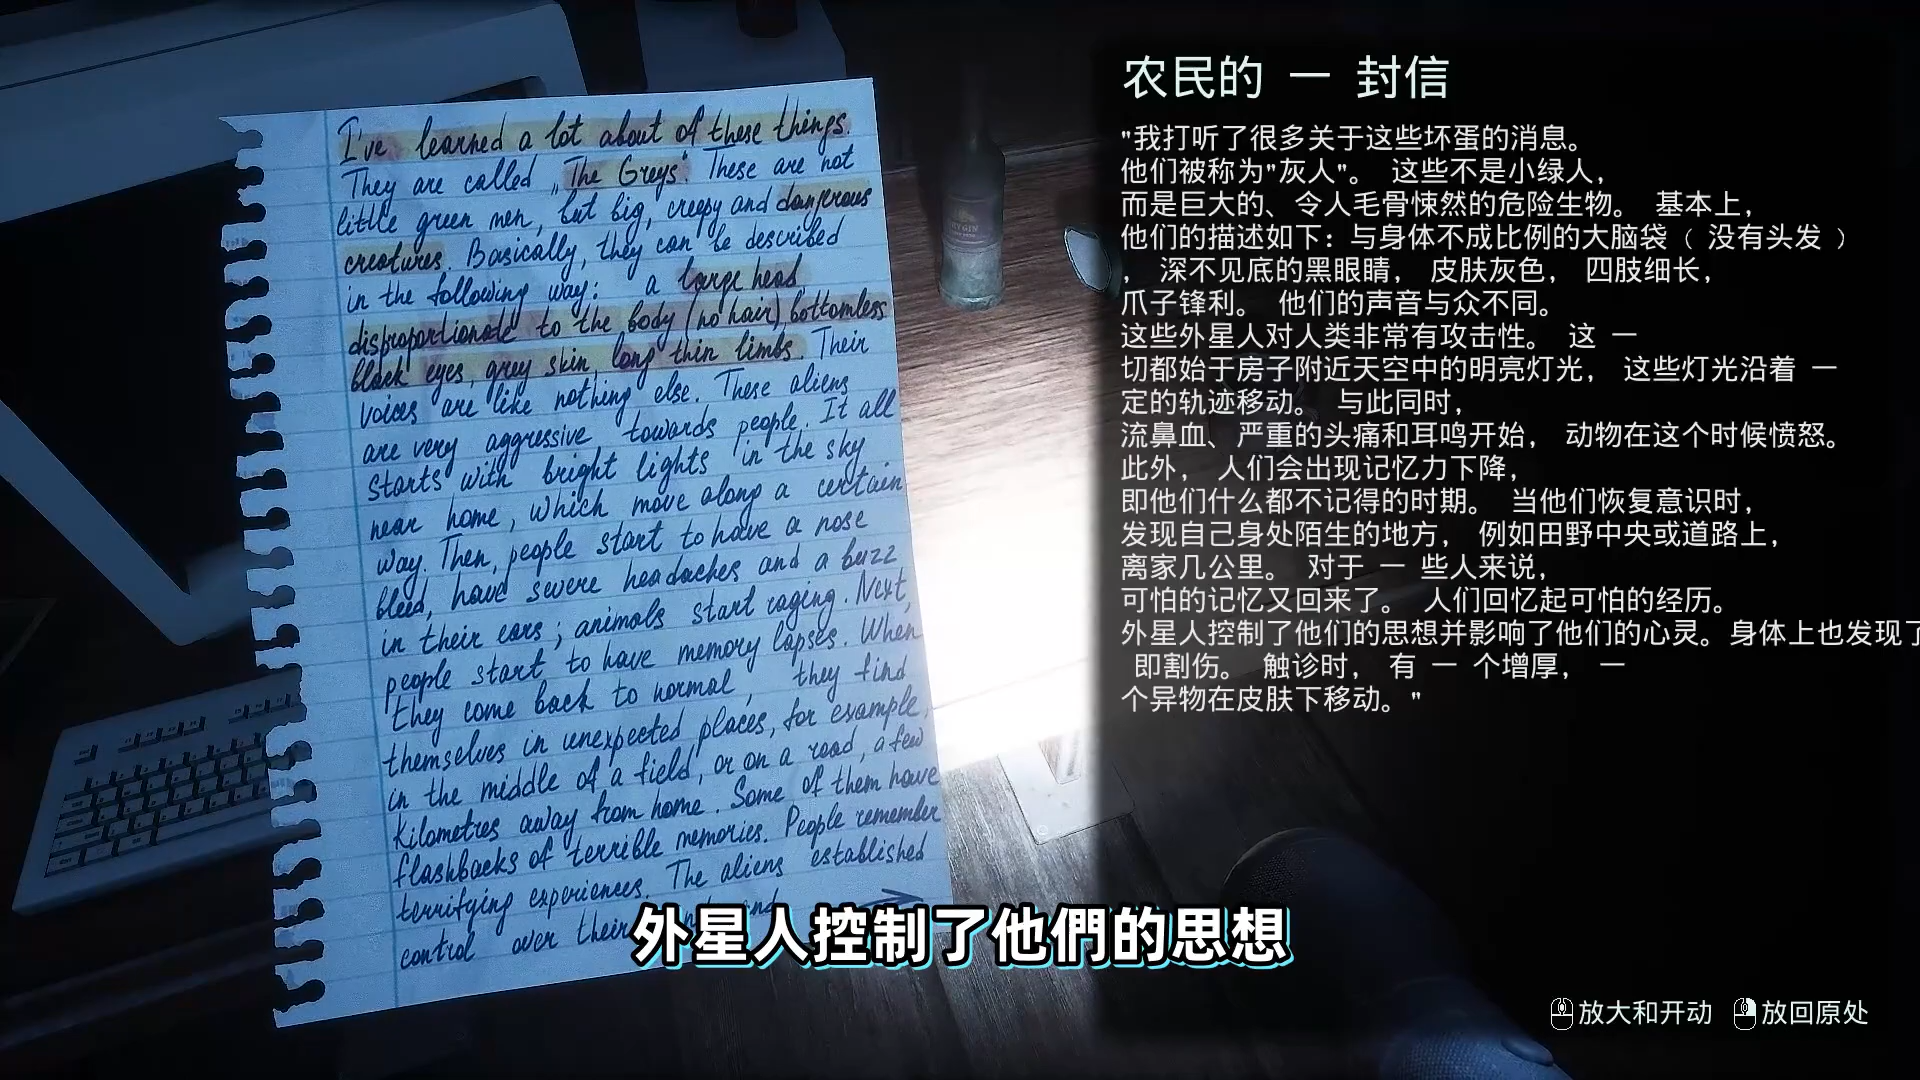 I've learned a lot about of these things.
They are called „The Greys". These are not
little green men, but big, creepy and dangerous
creatures. Basically, they can be described
in the following way: a large head
disproportionate to the body (no hair), bottomless
black eyes, grey skin, long thin limbs. Their
voices are like nothing else. These aliens
are very aggressive towards people. It all
starts with bright lights in the sky
near home, which move along a certain
way. Then, people start to have a nose
bleed, have severe headaches and a buzz
in their ears; animals start raging. Next,
people start to have memory lapses. When
they come back to normal, they find
themselves in unexpected places, for example,
in the middle of a field, or on a road, a few
kilometres away from home. Some of them have
flashbacks of terrible memories. People remember
terrifying experiences. The aliens established
control over their and
农民的 一 封信
"我打听了很多关于这些坏蛋的消息。
他们被称为"灰人"。 这些不是小绿人，
而是巨大的、令人毛骨悚然的危险生物。 基本上，
他们的描述如下：与身体不成比例的大脑袋（ 没有头发 ）
， 深不见底的黑眼睛， 皮肤灰色， 四肢细长，
爪子锋利。 他们的声音与众不同。
这些外星人对人类非常有攻击性。 这 一
切都始于房子附近天空中的明亮灯光， 这些灯光沿着 一
定的轨迹移动。 与此同时，
流鼻血、严重的头痛和耳鸣开始， 动物在这个时候愤怒。
此外， 人们会出现记忆力下降，
即他们什么都不记得的时期。 当他们恢复意识时，
发现自己身处陌生的地方， 例如田野中央或道路上，
离家几公里。 对于 一 些人来说，
可怕的记忆又回来了。 人们回忆起可怕的经历。
外星人控制了他们的思想并影响了他们的心灵。身体上也发现了
即割伤。 触诊时， 有 一 个增厚， 一
个异物在皮肤下移动。"
外星人控制了他們的思想
放大和开动 放回原处